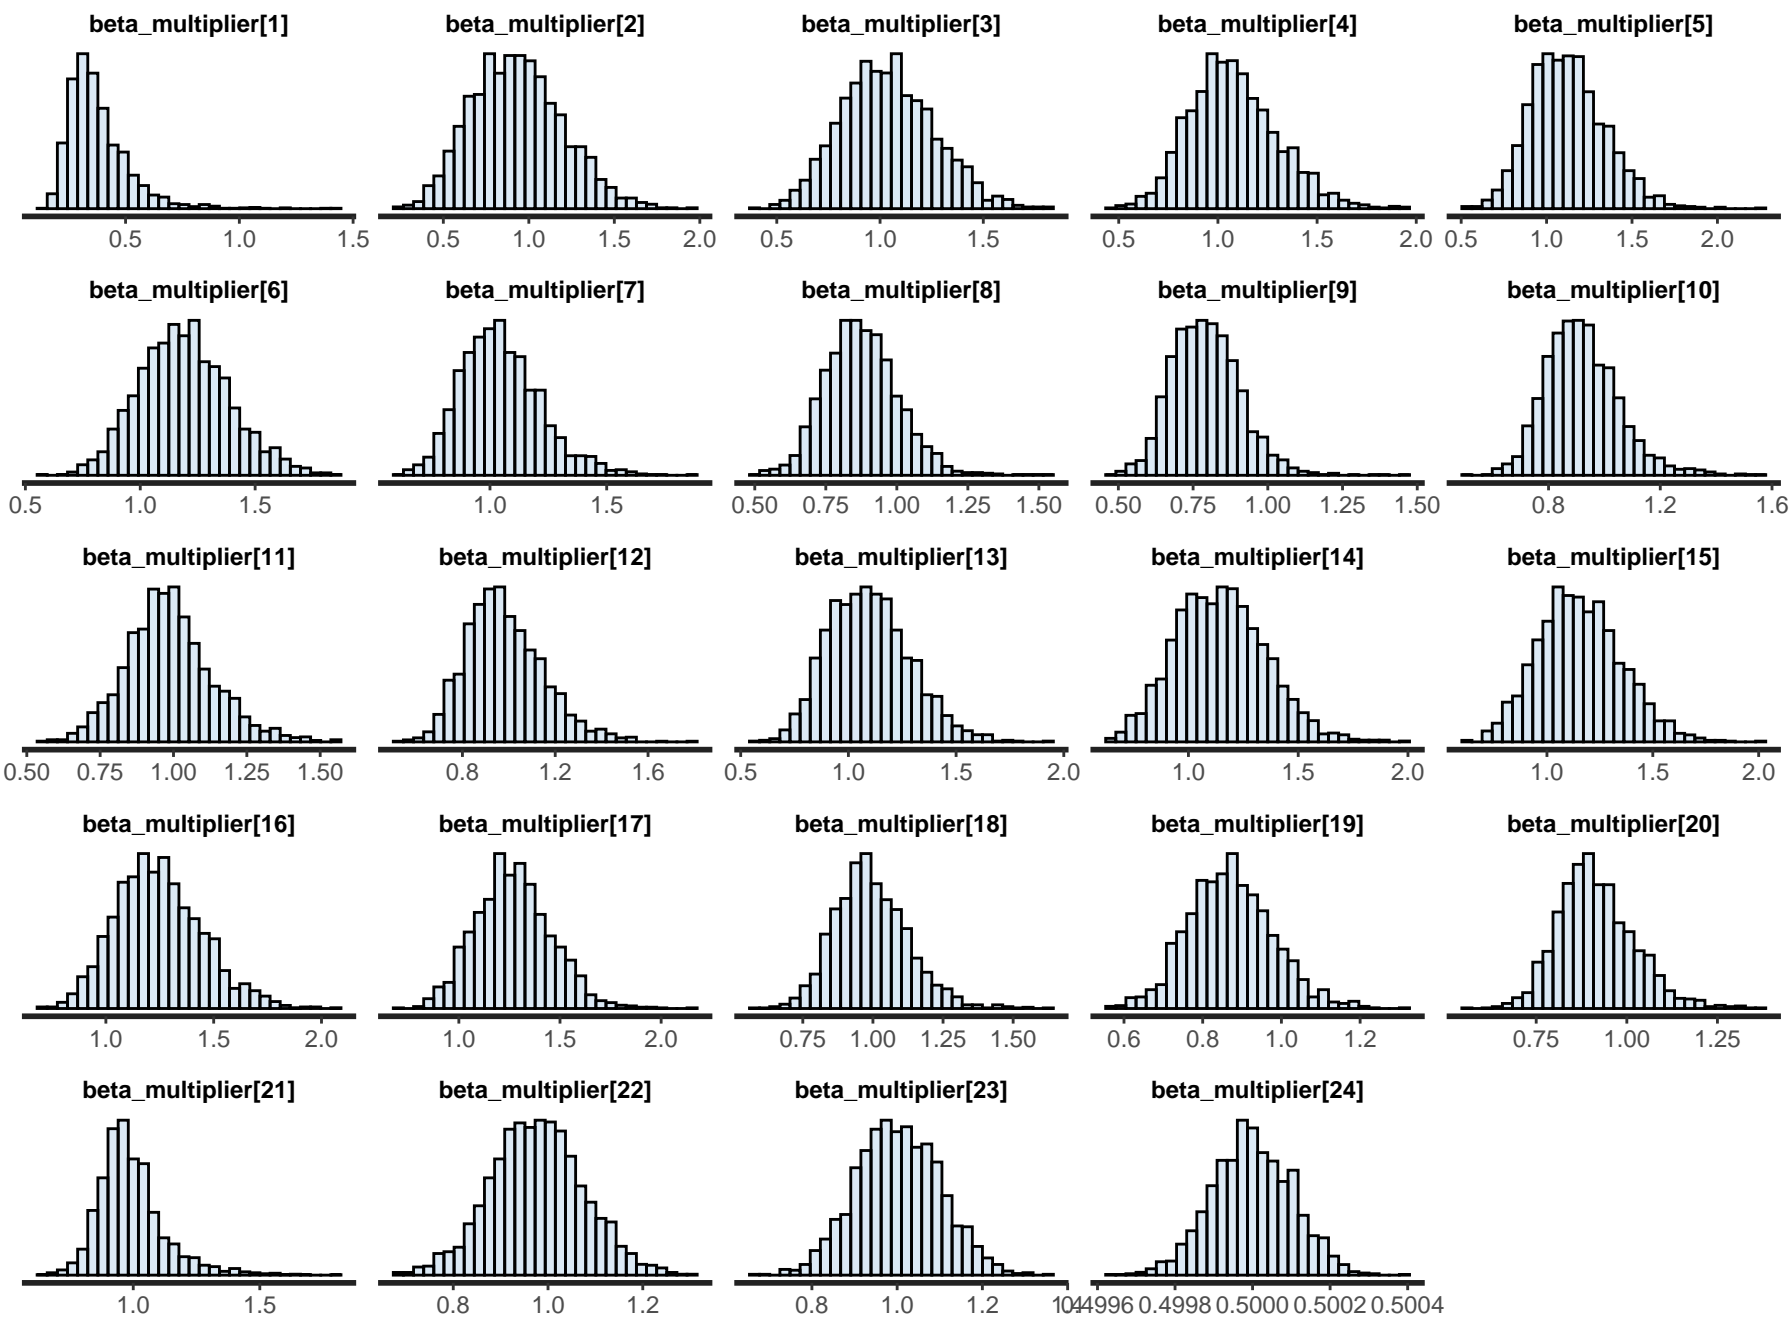 beta_multiplier[1] beta_multiplier[2] beta_multiplier[3] beta_multiplier[4] beta_multiplier[5]
0.5 1.0 1.5 0.5 1.0 1.5 2.0 0.5 1.0 1.5 0.5 1.0 1.5 2.0 0.5 1.0 1.5 2.0
beta_multiplier[6] beta_multiplier[7] beta_multiplier[8] beta_multiplier[9] beta_multiplier[10]
0.5 1.0 1.5 1.0 1.5 0.50 0.75 1.00 1.25 1.50 0.50 0.75 1.00 1.25 1.50 0.8 1.2 1.6
beta_multiplier[11] beta_multiplier[12] beta_multiplier[13] beta_multiplier[14] beta_multiplier[15]
0.50 0.75 1.00 1.25 1.50 0.8 1.2 1.6 0.5 1.0 1.5 2.0 1.0 1.5 2.0 1.0 1.5 2.0
beta_multiplier[16] beta_multiplier[17] beta_multiplier[18] beta_multiplier[19] beta_multiplier[20]
1.0 1.5 2.0 1.0 1.5 2.0 0.75 1.00 1.25 1.50 0.6 0.8 1.0 1.2 0.75 1.00 1.25
beta_multiplier[21] beta_multiplier[22] beta_multiplier[23] beta_multiplier[24]
1.0 1.5 0.8 1.0 1.2 0.8 1.0 1.2 0.4998 0.5000 0.5002 0.5004